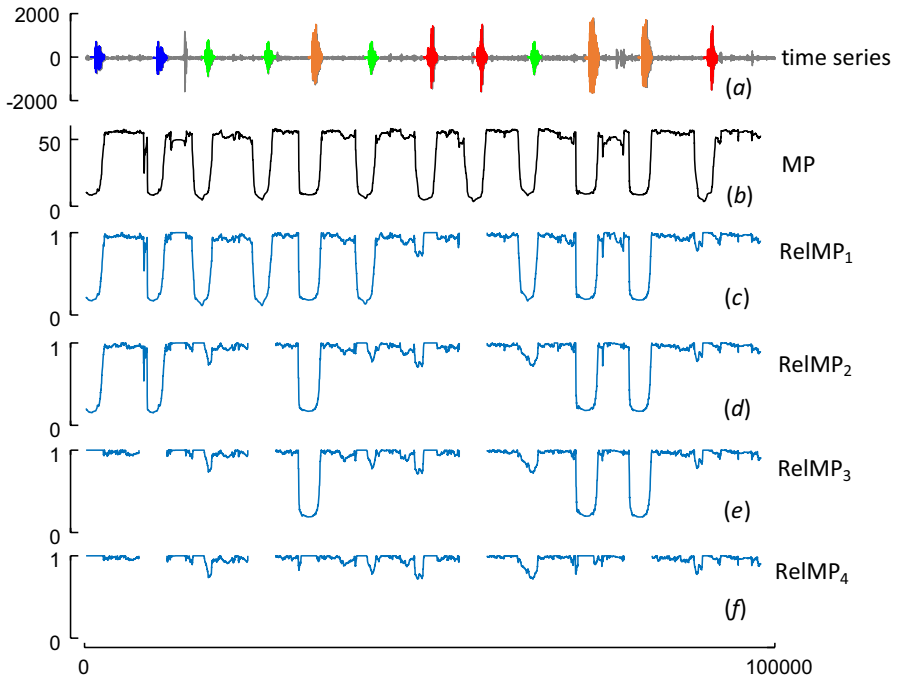 2000
0
-2000
time series
(a)
50
0
MP
(b)
1
0
RelMP1
(c)
1
0
RelMP2
(d)
1
0
RelMP3
(e)
1
0
RelMP4
(f)
0
100000